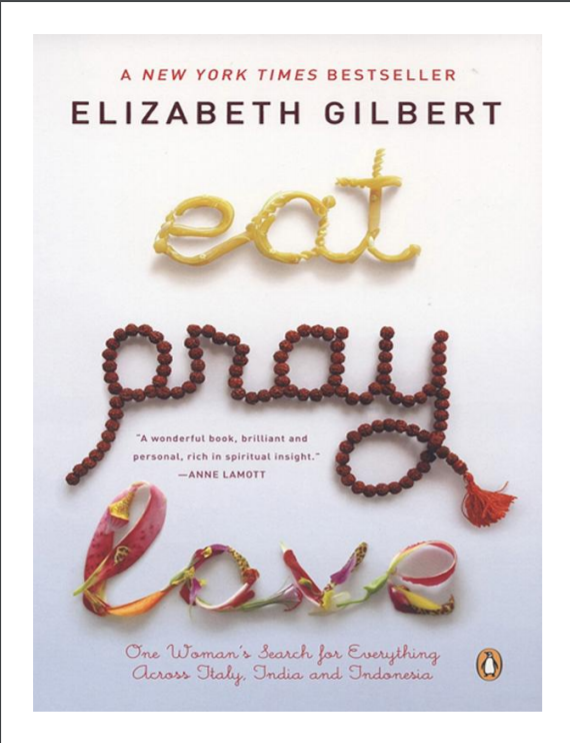 A NEW YORK TIMES BESTSELLER
ELIZABETH GILBERT
eat
pray
"A wonderful book, brilliant and
personal, rich in spiritual insight."
—ANNE LAMOTT
love
One Woman's Search for Everything
Across Italy, India and Indonesia